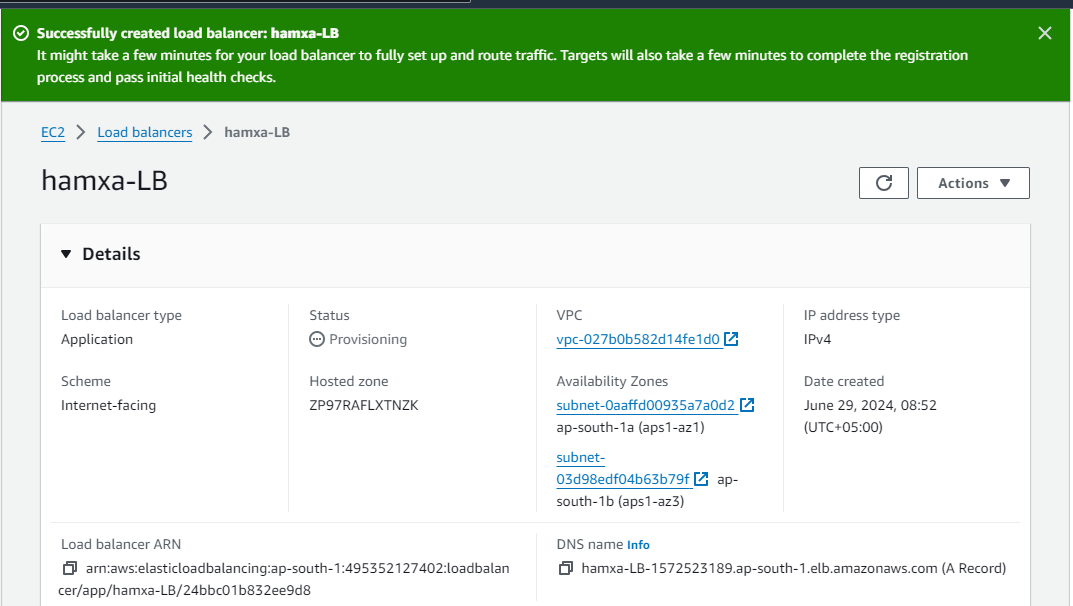 Successfully created load balancer: hamxa-LB
It might take a few minutes for your load balancer to fully set up and route traffic. Targets will also take a few minutes to complete the registration
process and pass initial health checks.
EC2 > Load balancers > hamxa-LB
hamxa-LB
Actions
Details
Load balancer type
Application
Status
Provisioning
VPC
vpc-027b0b582d14fe1d0
IP address type
IPv4
Scheme
Internet-facing
Hosted zone
ZP97RAFLXTNZK
Availability Zones
subnet-0aaffd00935a7a0d2
ap-south-1a (aps1-az1)
subnet-
03d98edf04b63b79f ap-
south-1b (aps1-az3)
Date created
June 29, 2024, 08:52
(UTC+05:00)
Load balancer ARN
arn:aws:elasticloadbalancing:ap-south-1:495352127402:loadbalan
cer/app/hamxa-LB/24bbc01b832ee9d8
DNS name Info
hamxa-LB-1572523189.ap-south-1.elb.amazonaws.com (A Record)